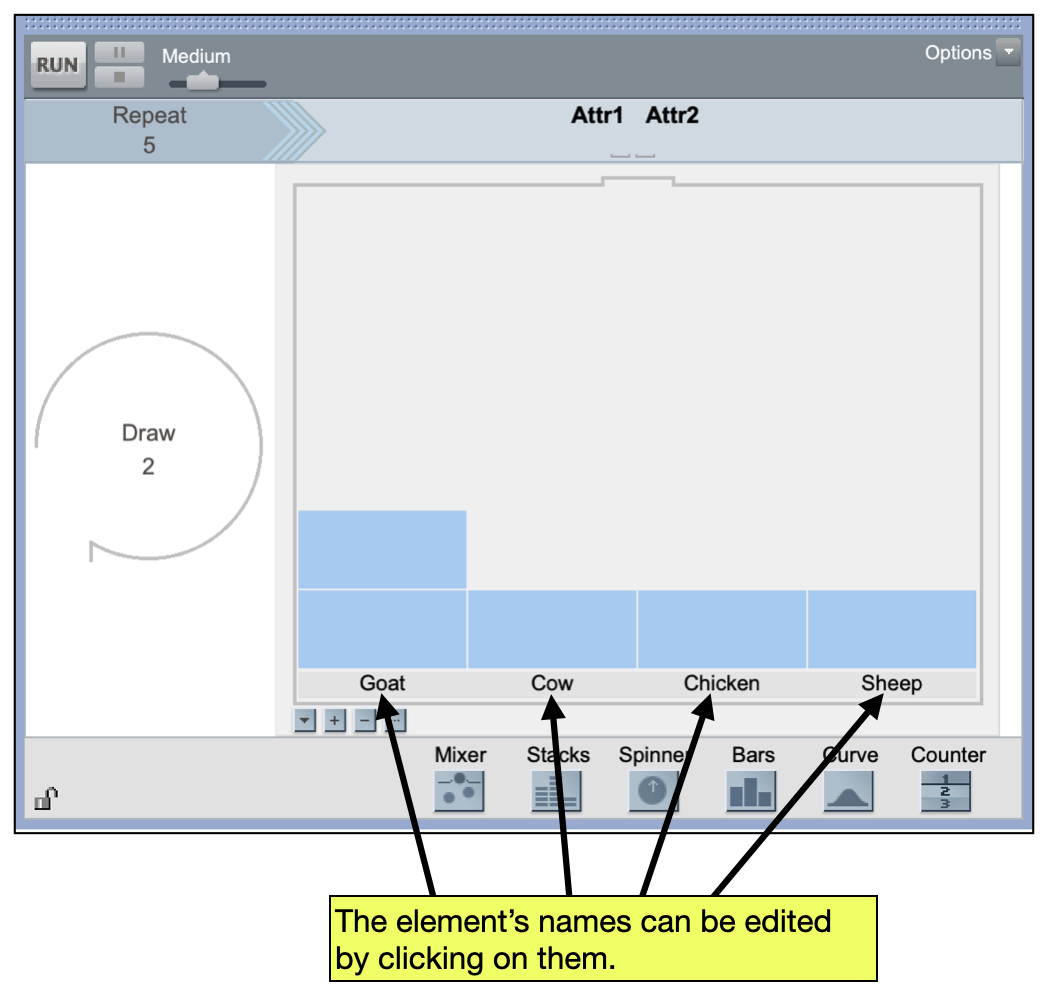 RUN
Medium
Options
Repeat
5
Attr1 Attr2
Draw
2
Goat Cow Chicken Sheep
Mixer Stacks Spinner Bars Curve Counter
1
2
3
The element's names can be edited
by clicking on them.